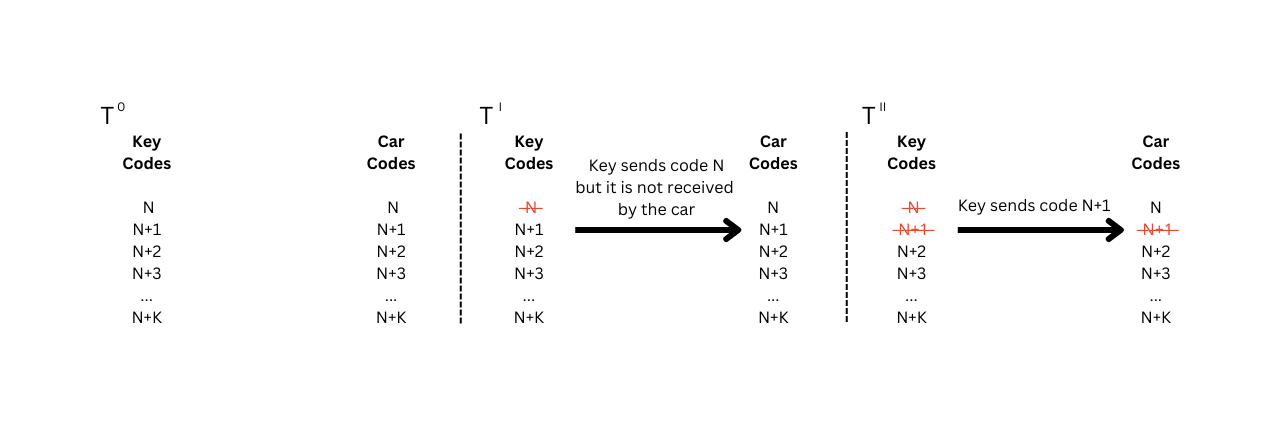 T⁰
Key
Codes
N
N+1
N+2
N+3
...
N+K
Car
Codes
N
N+1
N+2
N+3
...
N+K
T ᴵ
Key
Codes
N
N+1
N+2
N+3
...
N+K
Key sends code N
but it is not received
by the car
Car
Codes
N
N+1
N+2
N+3
...
N+K
T ᴵᴵ
Key
Codes
N
N+1
N+2
N+3
...
N+K
Key sends code N+1
Car
Codes
N
N+1
N+2
N+3
...
N+K